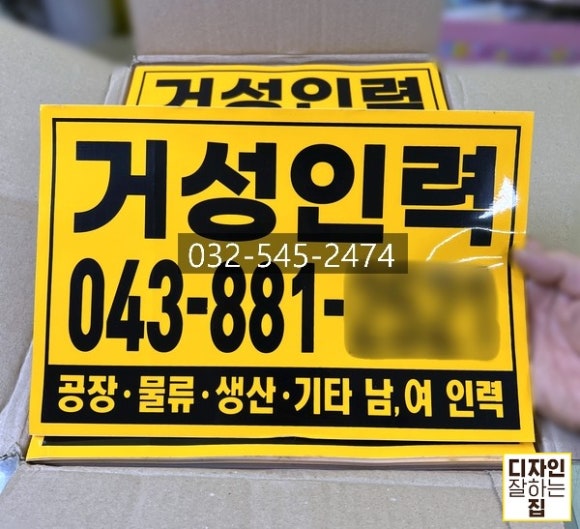 거성인력
거성인력
032-545-2474
043-881-
공장·물류·생산·기타 남,여 인력
디자인
잘하는
집